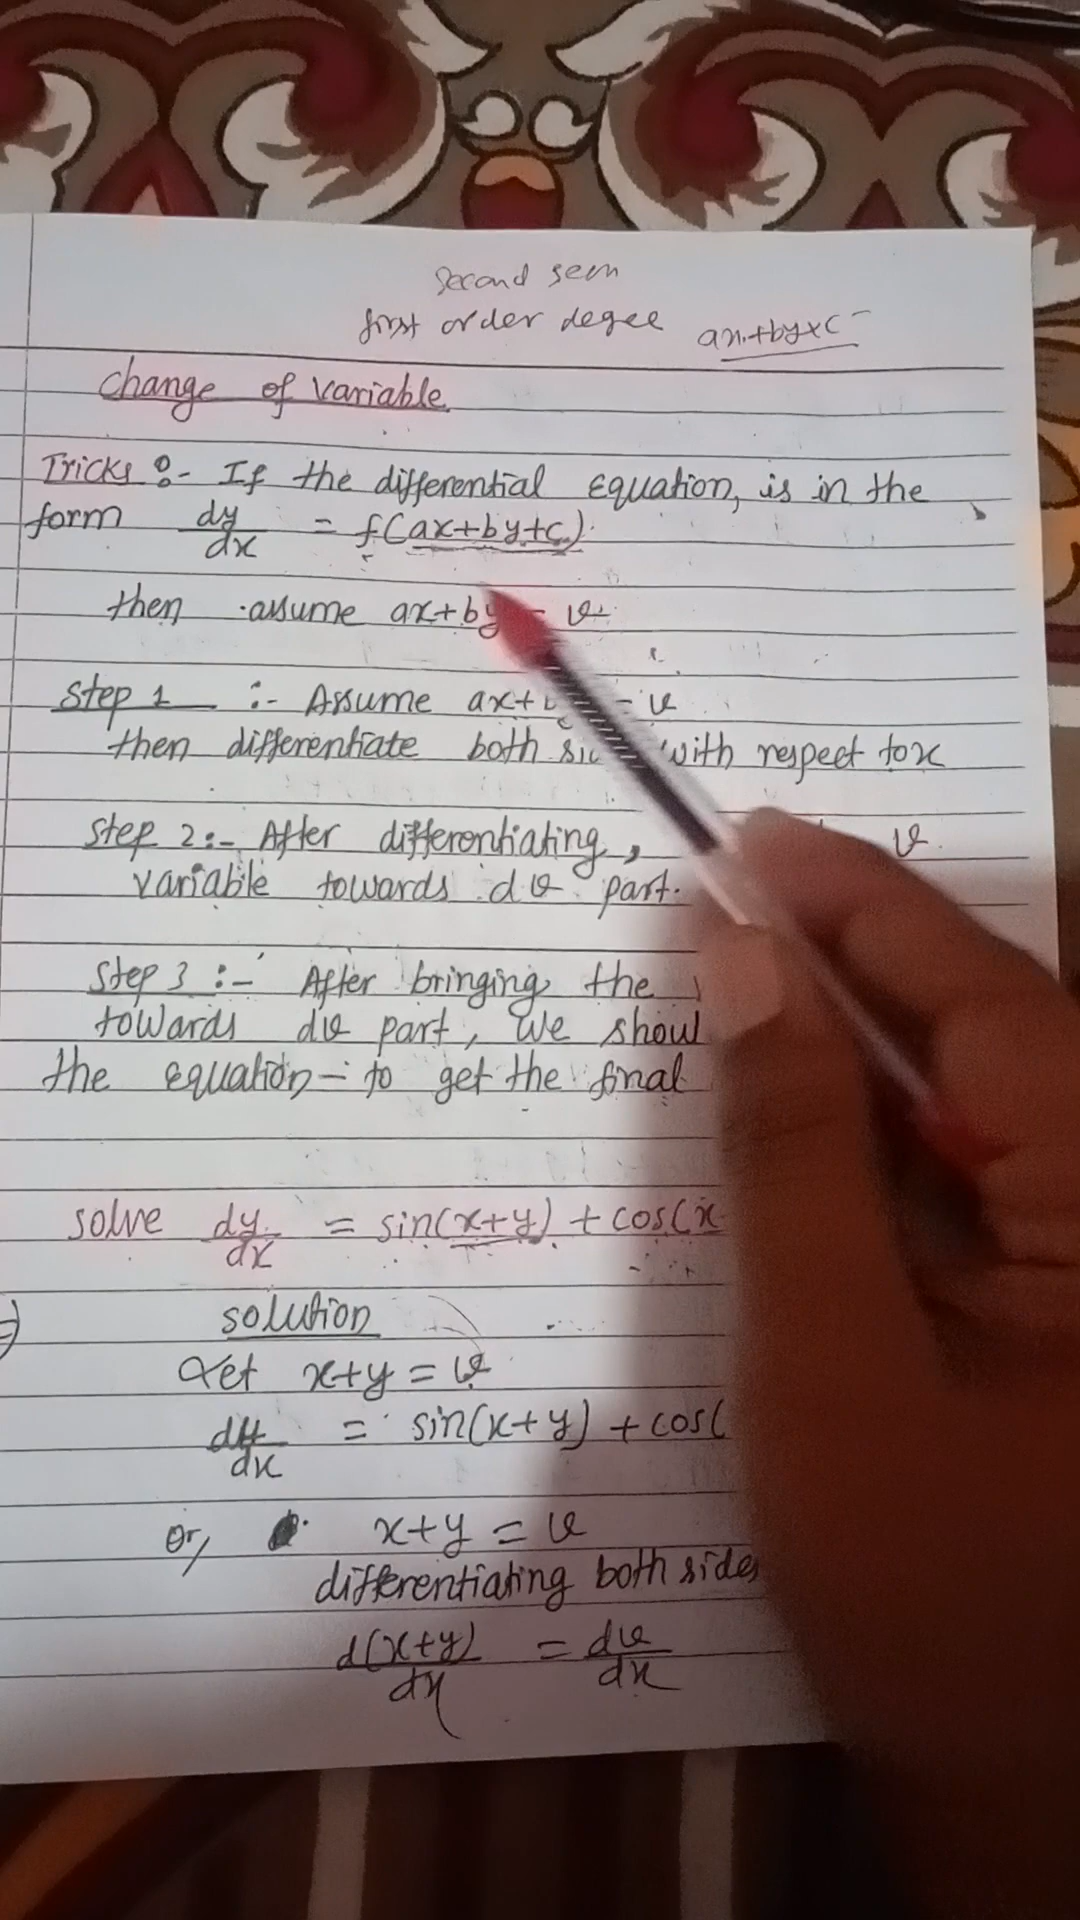 second sem
first order degee ax+by+c
Change of variable
Tricks :- If the differential Equation, is in the
form dy/dx = f(ax+by+c).
then assume ax+by = v
Step 1 :- Assume ax+b = v
then differentiate both with respect to x
Step 2:- After differentiating, v
variable towards dv part.
Step 3 :- After bringing the
towards dv part, we
the equation to get the final
solve dy/dx = sin(x+y) + cos(x
solution
Let x+y = v
dy/dx = sin(x+y) + cos(
or, x+y = v
differentiating both sides
d(x+y)/dx = dv/dx